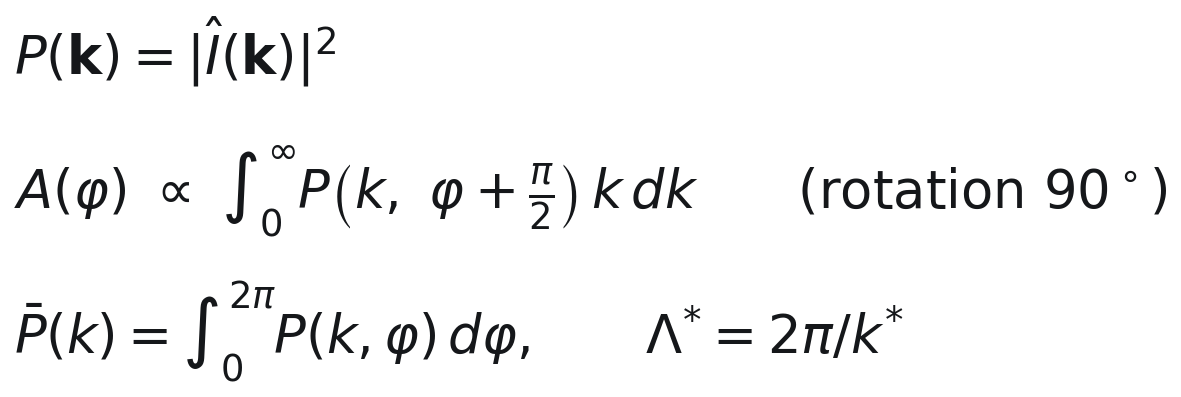 P(𝐤) = |Î(𝐤)|²
A(φ) ∝ ∫₀^∞ P(k, φ + π/2) k dk (rotation 90°)
P̄(k) = ∫₀^{2π} P(k, φ) dφ, Λ* = 2π/k*